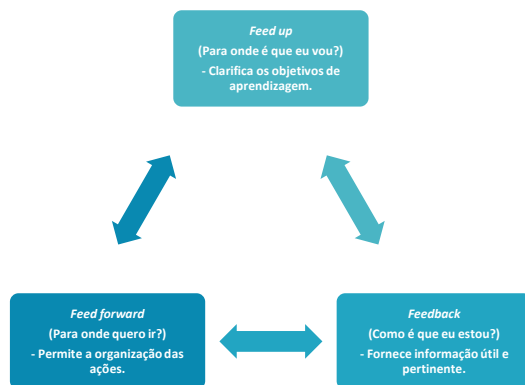 Feed up
(Para onde é que eu vou?)
- Clarifica os objetivos de
aprendizagem.
Feed forward
(Para onde quero ir?)
- Permite a organização das
ações.
Feedback
(Como é que eu estou?)
- Fornece informação útil e
pertinente.